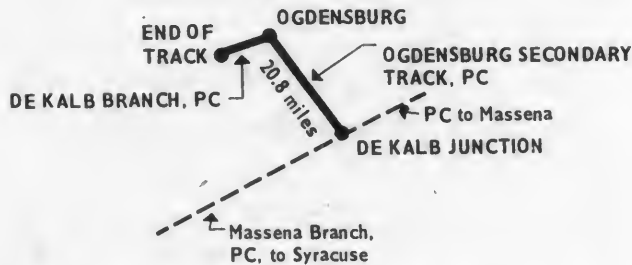 OGDENSBURG
END OF
TRACK
OGDENSBURG SECONDARY
TRACK, PC
DE KALB BRANCH, PC
20.8 miles
PC to Massena
DE KALB JUNCTION
Massena Branch,
PC, to Syracuse